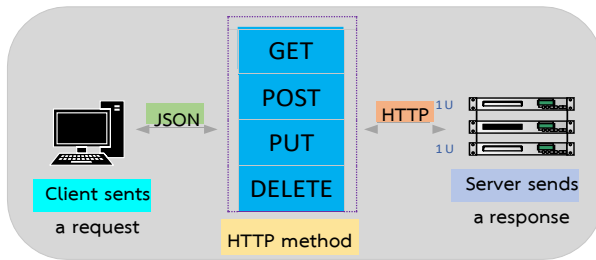 GET
POST
PUT
DELETE
JSON
HTTP
1 U
1 U
Client sents
a request
HTTP method
Server sends
a response